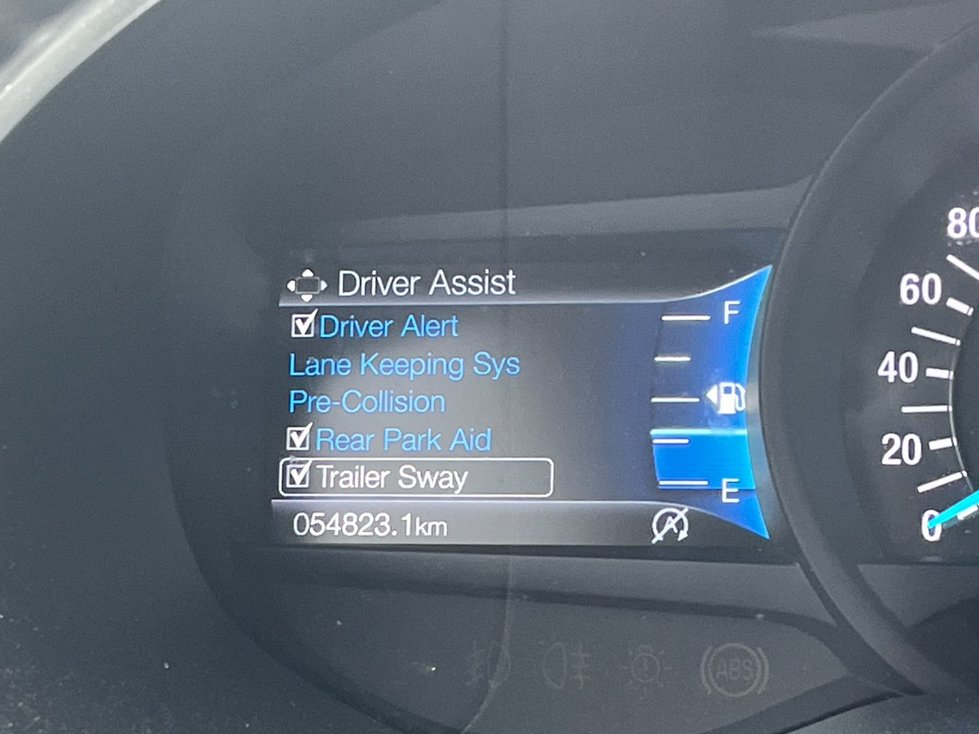 Driver Assist
Driver Alert
Lane Keeping Sys
Pre-Collision
Rear Park Aid
Trailer Sway
054823.1km
F
E
A
80
60
40
20
0
ABS